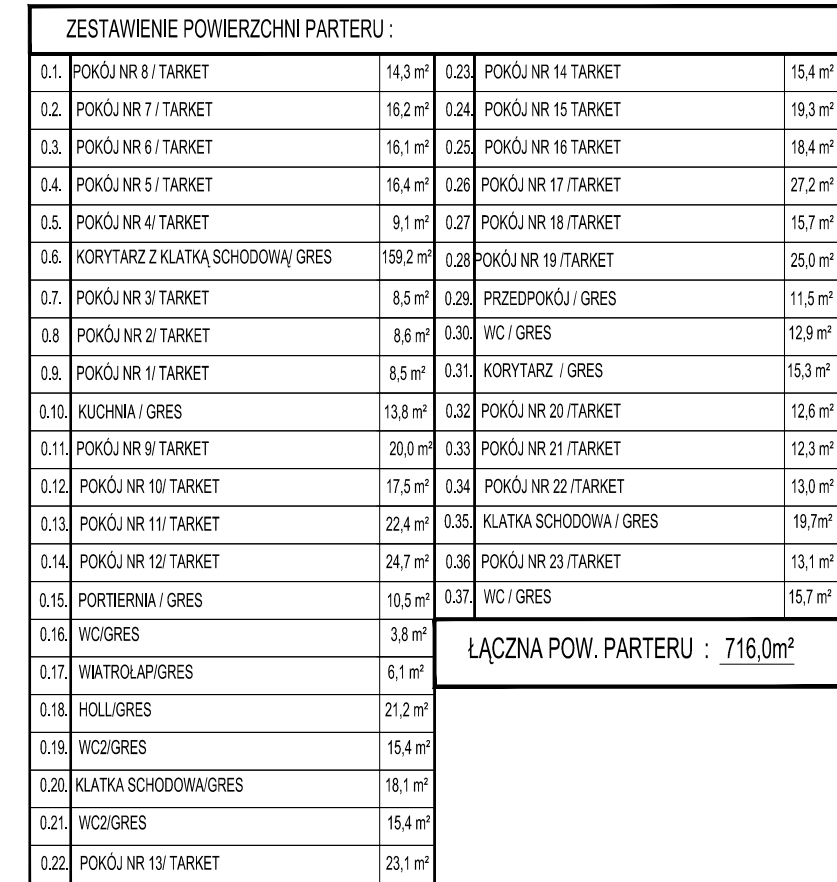 ZESTAWIENIE POWIERZCHNI PARTERU :
0.1. POKÓJ NR 8 / TARKET 14,3 m²
0.2. POKÓJ NR 7 / TARKET 16,2 m²
0.3. POKÓJ NR 6 / TARKET 16,1 m²
0.4. POKÓJ NR 5 / TARKET 16,4 m²
0.5. POKÓJ NR 4/ TARKET 9,1 m²
0.6. KORYTARZ Z KLATKĄ SCHODOWĄ/ GRES 159,2 m²
0.7. POKÓJ NR 3/ TARKET 8,5 m²
0.8 POKÓJ NR 2/ TARKET 8,6 m²
0.9. POKÓJ NR 1/ TARKET 8,5 m²
0.10. KUCHNIA / GRES 13,8 m²
0.11. POKÓJ NR 9/ TARKET 20,0 m²
0.12. POKÓJ NR 10/ TARKET 17,5 m²
0.13. POKÓJ NR 11/ TARKET 22,4 m²
0.14. POKÓJ NR 12/ TARKET 24,7 m²
0.15. PORTIERNIA / GRES 10,5 m²
0.16. WC/GRES 3,8 m²
0.17. WIATROŁAP/GRES 6,1 m²
0.18. HOLL/GRES 21,2 m²
0.19. WC2/GRES 15,4 m²
0.20. KLATKA SCHODOWA/GRES 18,1 m²
0.21. WC2/GRES 15,4 m²
0.22. POKÓJ NR 13/ TARKET 23,1 m²
0.23. POKÓJ NR 14 TARKET 15,4 m²
0.24. POKÓJ NR 15 TARKET 19,3 m²
0.25. POKÓJ NR 16 TARKET 18,4 m²
0.26 POKÓJ NR 17 /TARKET 27,2 m²
0.27 POKÓJ NR 18 /TARKET 15,7 m²
0.28 POKÓJ NR 19 /TARKET 25,0 m²
0.29. PRZEDPOKÓJ / GRES 11,5 m²
0.30. WC / GRES 12,9 m²
0.31. KORYTARZ / GRES 15,3 m²
0.32 POKÓJ NR 20 /TARKET 12,6 m²
0.33 POKÓJ NR 21 /TARKET 12,3 m²
0.34 POKÓJ NR 22 /TARKET 13,0 m²
0.35. KLATKA SCHODOWA / GRES 19,7m²
0.36 POKÓJ NR 23 /TARKET 13,1 m²
0.37. WC / GRES 15,7 m²
ŁĄCZNA POW. PARTERU : 716,0m²